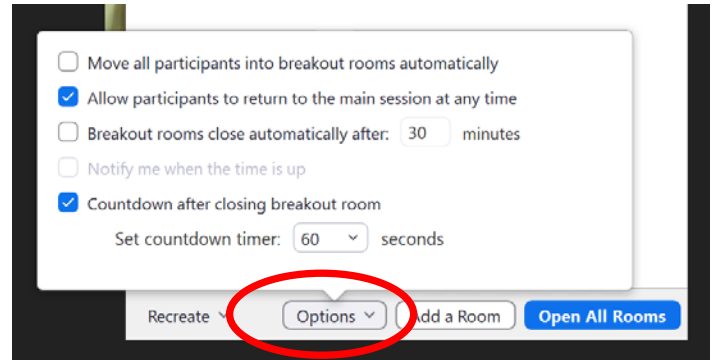 Move all participants into breakout rooms automatically
Allow participants to return to the main session at any time
Breakout rooms close automatically after: 30 minutes
Notify me when the time is up
Countdown after closing breakout room
Set countdown timer: 60 seconds
Recreate Options Add a Room Open All Rooms